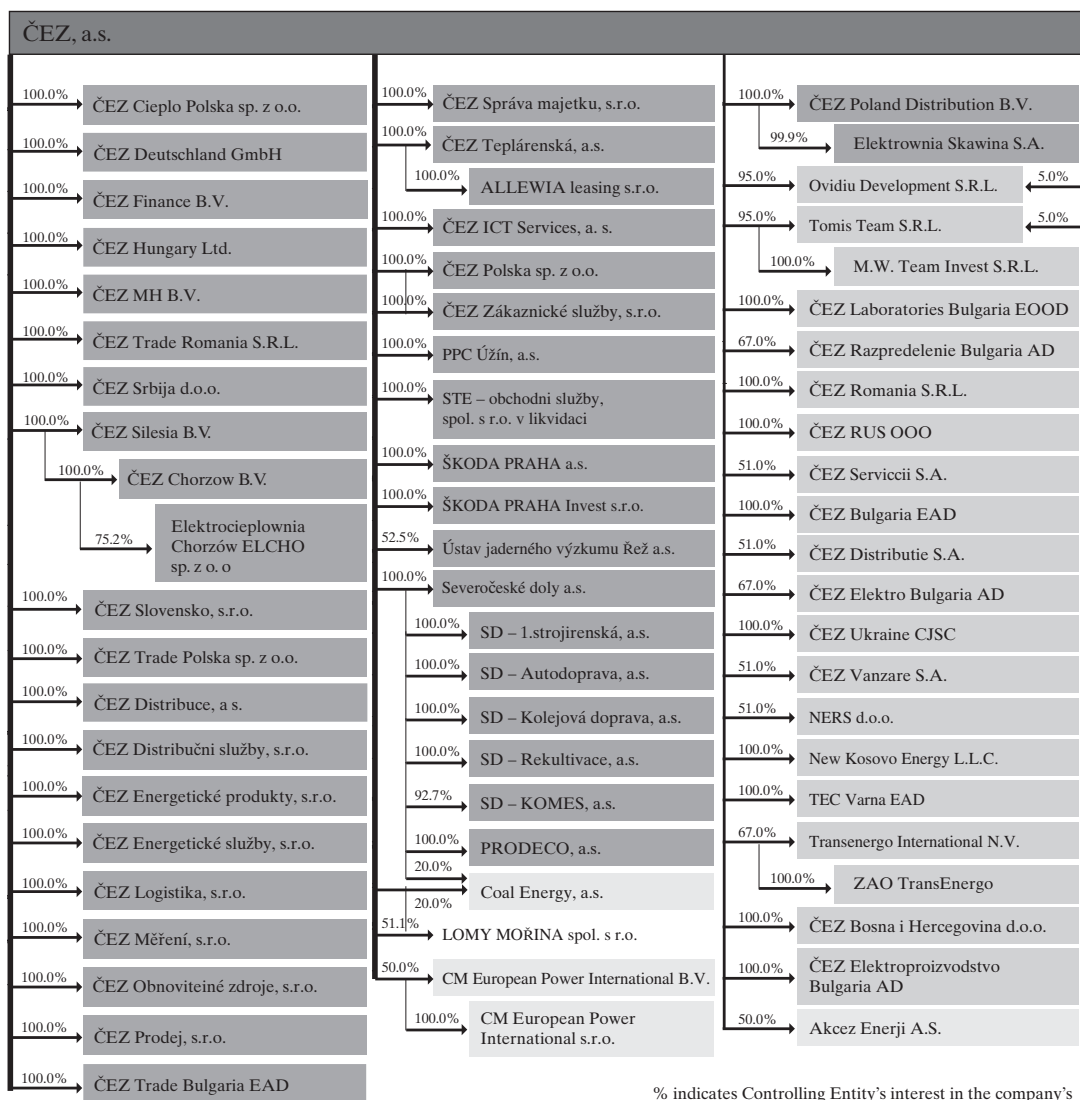 ČEZ, a.s.
100.0%
ČEZ Cieplo Polska sp. z o.o.
100.0%
ČEZ Deutschland GmbH
100.0%
ČEZ Finance B.V.
100.0%
ČEZ Hungary Ltd.
100.0%
ČEZ MH B.V.
100.0%
ČEZ Trade Romania S.R.L.
100.0%
ČEZ Srbija d.o.o.
100.0%
ČEZ Silesia B.V.
100.0%
ČEZ Chorzow B.V.
75.2%
Elektrocieplownia
Chorzów ELCHO
sp. z o. o
100.0%
ČEZ Slovensko, s.r.o.
100.0%
ČEZ Trade Polska sp. z o.o.
100.0%
ČEZ Distribuce, a s.
100.0%
ČEZ Distribučni služby, s.r.o.
100.0%
ČEZ Energetické produkty, s.r.o.
100.0%
ČEZ Energetické služby, s.r.o.
100.0%
ČEZ Logistika, s.r.o.
100.0%
ČEZ Měření, s.r.o.
100.0%
ČEZ Obnoviteiné zdroje, s.r.o.
100.0%
ČEZ Prodej, s.r.o.
100.0%
ČEZ Trade Bulgaria EAD
100.0%
ČEZ Správa majetku, s.r.o.
100.0%
ČEZ Teplárenská, a.s.
100.0%
ALLEWIA leasing s.r.o.
100.0%
ČEZ ICT Services, a. s.
100.0%
ČEZ Polska sp. z o.o.
100.0%
ČEZ Zákaznické služby, s.r.o.
100.0%
PPC Úžín, a.s.
100.0%
STE – obchodni služby,
spol. s r.o. v likvidaci
100.0%
ŠKODA PRAHA a.s.
100.0%
ŠKODA PRAHA Invest s.r.o.
52.5%
Ústav jaderného výzkumu Řež a.s.
100.0%
Severočeské doly a.s.
100.0%
SD – 1.strojirenská, a.s.
100.0%
SD – Autodoprava, a.s.
100.0%
SD – Kolejová doprava, a.s.
100.0%
SD – Rekultivace, a.s.
92.7%
SD – KOMES, a.s.
100.0%
PRODECO, a.s.
20.0%
Coal Energy, a.s.
20.0%
51.1%
LOMY MOŘINA spol. s r.o.
50.0%
CM European Power International B.V.
100.0%
CM European Power
International s.r.o.
100.0%
ČEZ Poland Distribution B.V.
99.9%
Elektrownia Skawina S.A.
95.0%
Ovidiu Development S.R.L.
5.0%
95.0%
Tomis Team S.R.L.
5.0%
100.0%
M.W. Team Invest S.R.L.
100.0%
ČEZ Laboratories Bulgaria EOOD
67.0%
ČEZ Razpredelenie Bulgaria AD
100.0%
ČEZ Romania S.R.L.
100.0%
ČEZ RUS OOO
51.0%
ČEZ Serviccii S.A.
100.0%
ČEZ Bulgaria EAD
51.0%
ČEZ Distributie S.A.
67.0%
ČEZ Elektro Bulgaria AD
100.0%
ČEZ Ukraine CJSC
51.0%
ČEZ Vanzare S.A.
51.0%
NERS d.o.o.
100.0%
New Kosovo Energy L.L.C.
100.0%
TEC Varna EAD
67.0%
Transenergo International N.V.
100.0%
ZAO TransEnergo
100.0%
ČEZ Bosna i Hercegovina d.o.o.
100.0%
ČEZ Elektroproizvodstvo
Bulgaria AD
50.0%
Akcez Enerji A.S.
% indicates Controlling Entity's interest in the company's